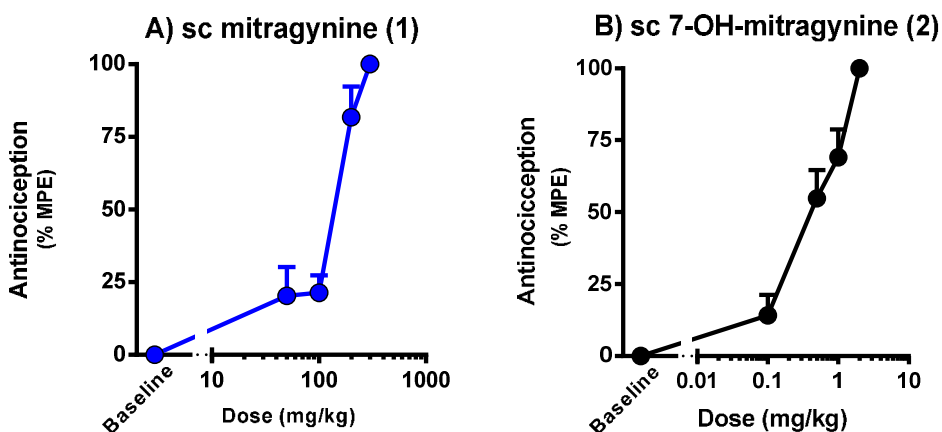 A) sc mitragynine (1)
100
75
50
25
0
Antinociception
(% MPE)
Baseline
10
100
1000
Dose (mg/kg)
B) sc 7-OH-mitragynine (2)
100
75
50
25
0
Antinocicception
(% MPE)
Baseline
0.01
0.1
1
10
Dose (mg/kg)